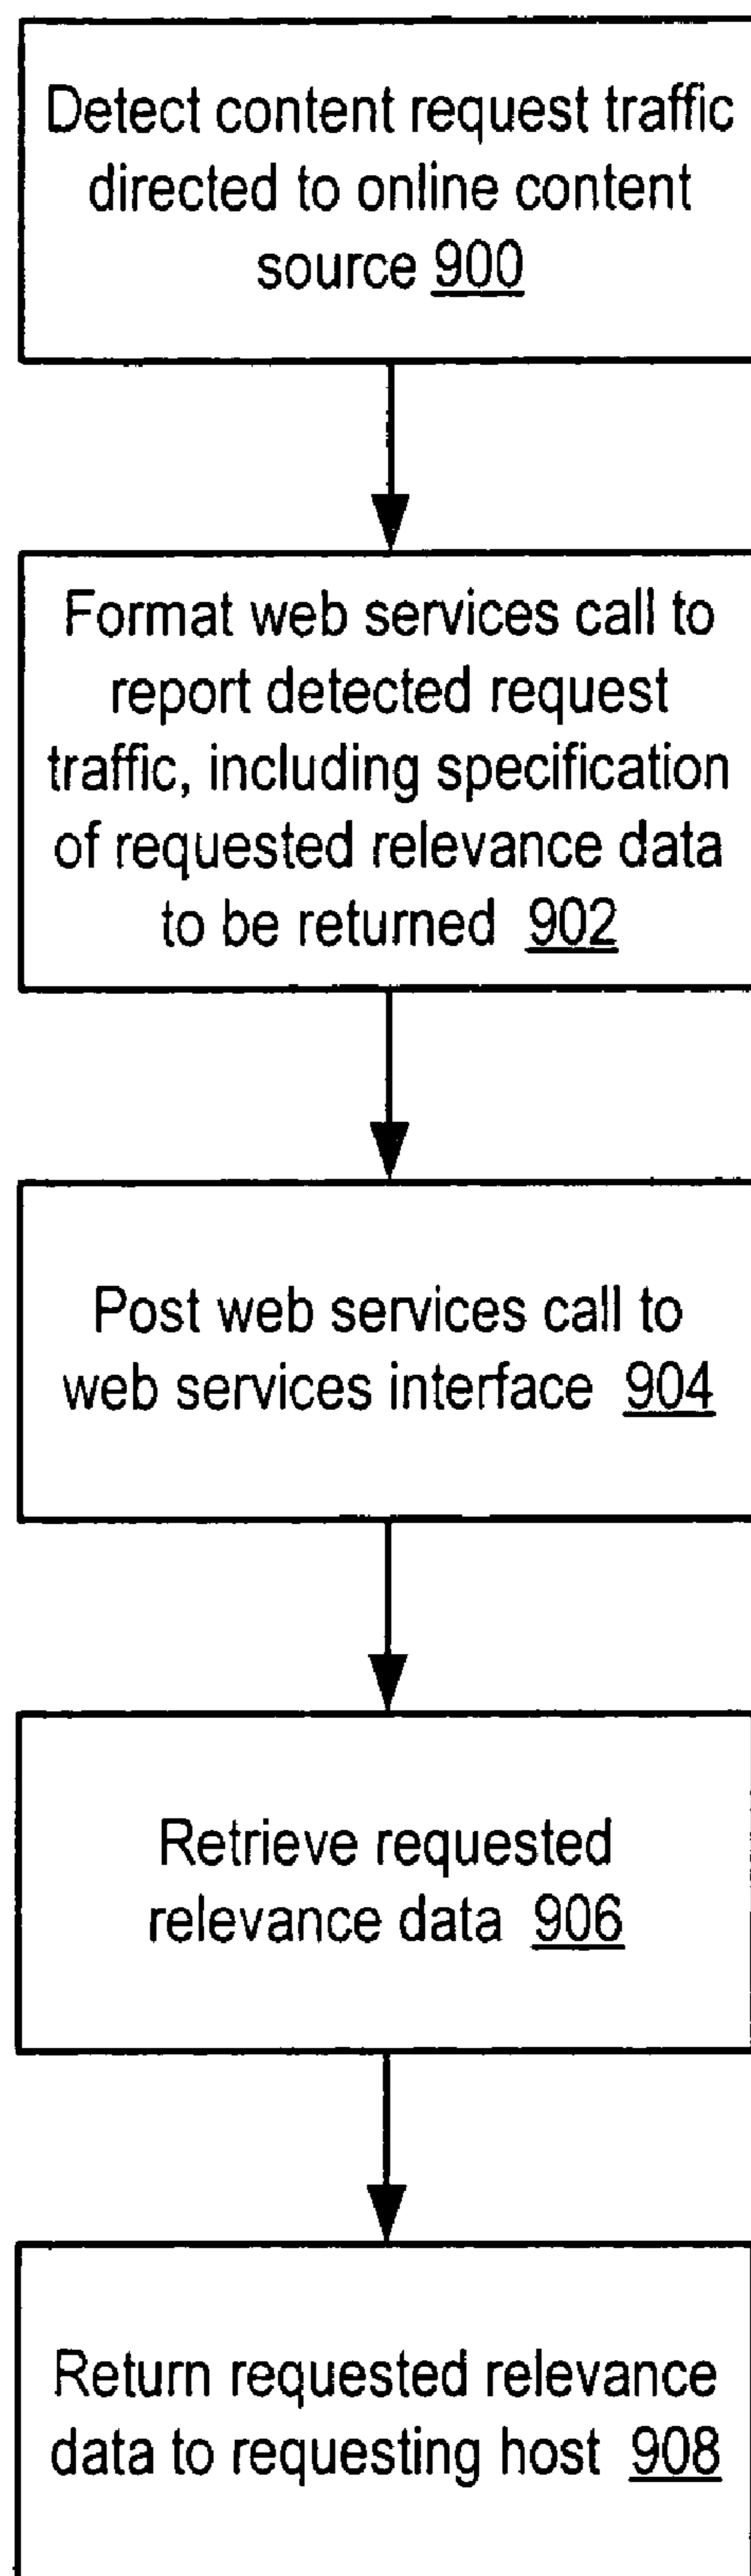 Detect content request traffic
directed to online content
source 900
Format web services call to
report detected request
traffic, including specification
of requested relevance data
to be returned 902
Post web services call to
web services interface 904
Retrieve requested
relevance data 906
Return requested relevance
data to requesting host 908